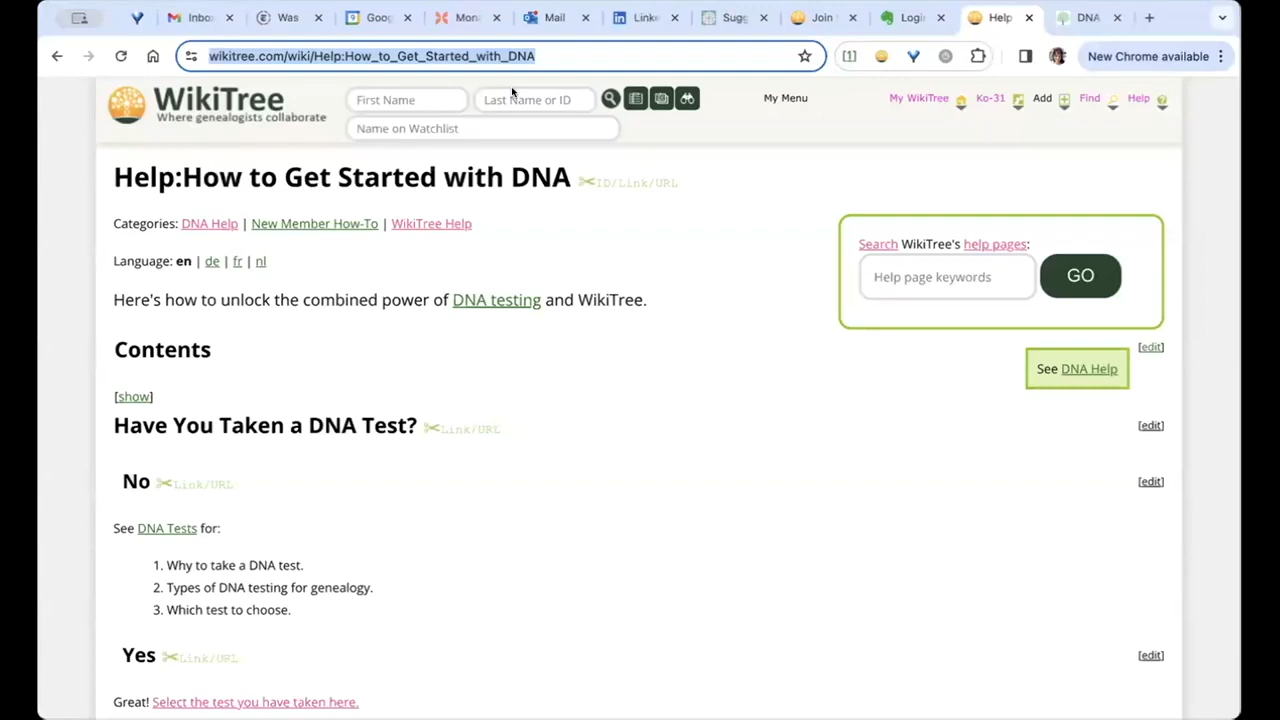 Inbo
Was
Goog
Mon
Mail
Linke
Sugg
Join
Login
Help
DNA
wikitree.com/wiki/Help:How_to_Get_Started_with_DNA
[1]
New Chrome available
WikiTree
Where genealogists collaborate
First Name
Last Name or ID
Name on Watchlist
My Menu
My WikiTree
Ko-31
Add
Find
Help
Help:How to Get Started with DNA ID/Link/URL
Categories: DNA Help | New Member How-To | WikiTree Help
Language: en | de | fr | nl
Search WikiTree's help pages:
Help page keywords
GO
Here's how to unlock the combined power of DNA testing and WikiTree.
Contents
[edit]
See DNA Help
[show]
Have You Taken a DNA Test? Link/URL
[edit]
No Link/URL
[edit]
See DNA Tests for:
1. Why to take a DNA test.
2. Types of DNA testing for genealogy.
3. Which test to choose.
Yes Link/URL
[edit]
Great! Select the test you have taken here.